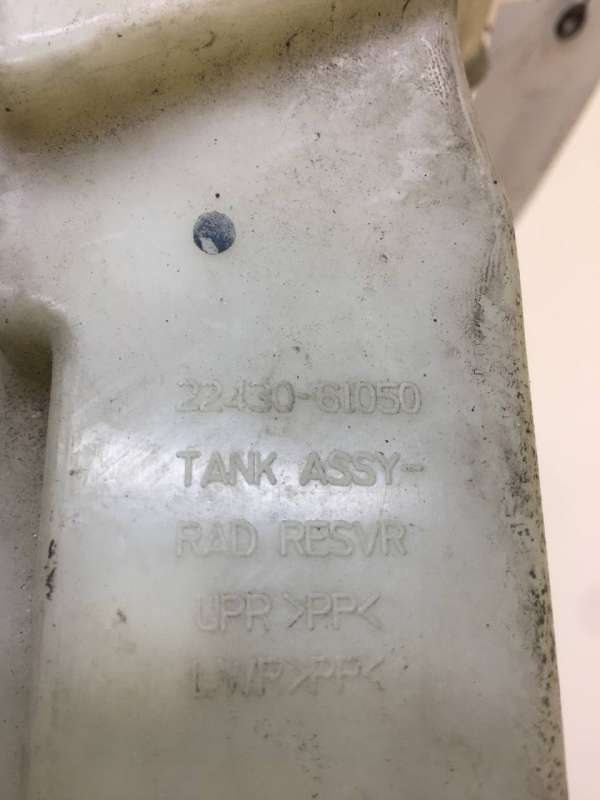 22430-61050
TANK ASSY-
RAD RESVR
UPR >PP<
LWR >PP<